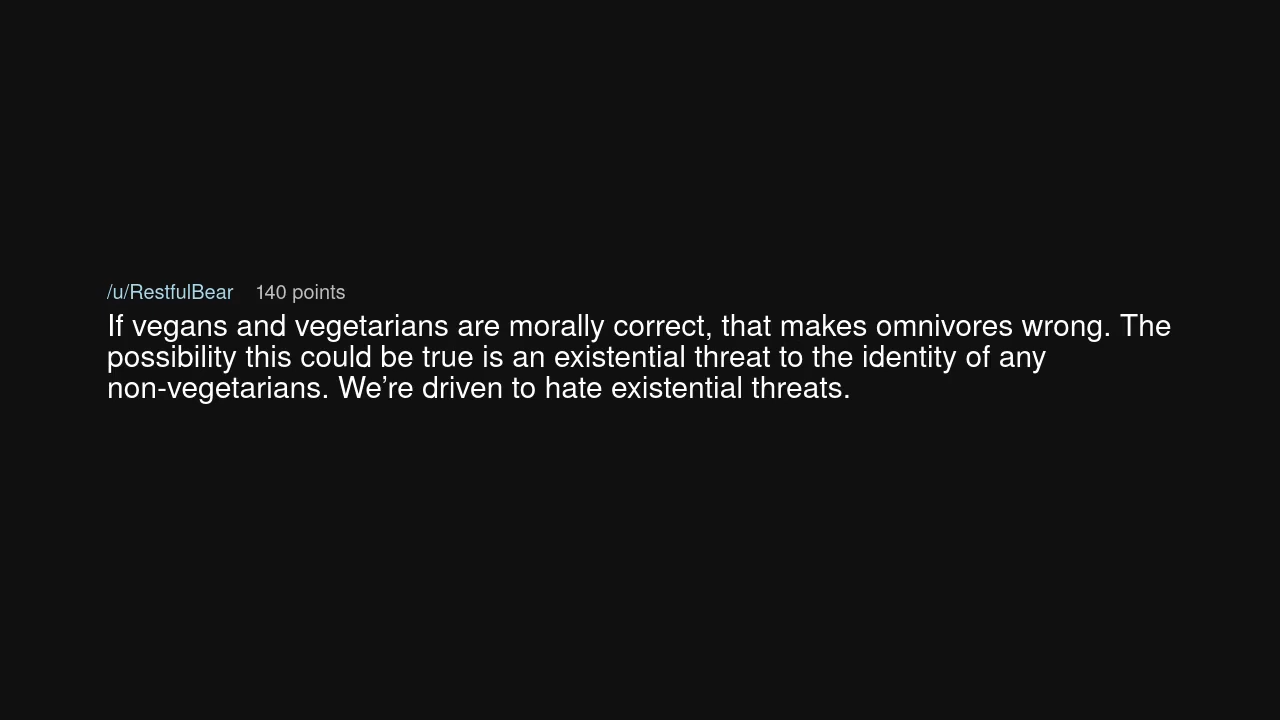 /u/RestfulBear 140 points
If vegans and vegetarians are morally correct, that makes omnivores wrong. The
possibility this could be true is an existential threat to the identity of any
non-vegetarians. We’re driven to hate existential threats.